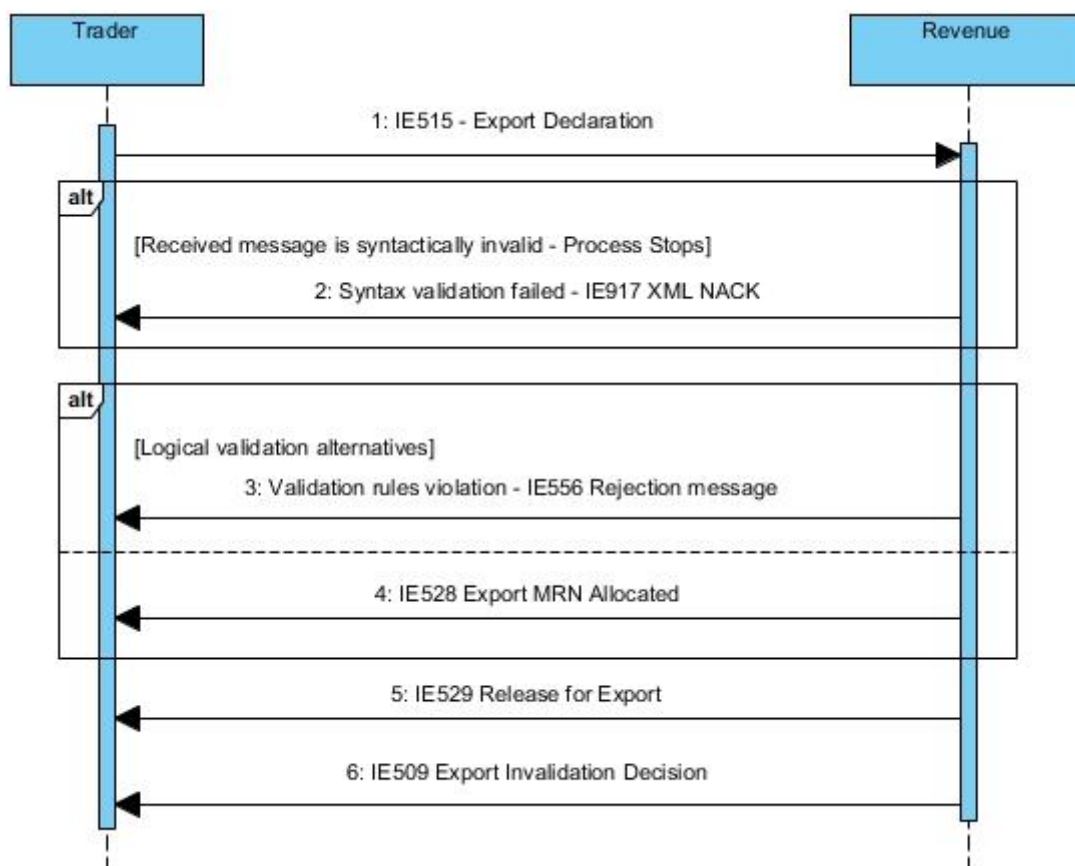 Trader
Revenue
1: IE515 - Export Declaration
alt
[Received message is syntactically invalid - Process Stops]
2: Syntax validation failed - IE917 XML NACK
alt
[Logical validation alternatives]
3: Validation rules violation - IE556 Rejection message
4: IE528 Export MRN Allocated
5: IE529 Release for Export
6: IE509 Export Invalidation Decision